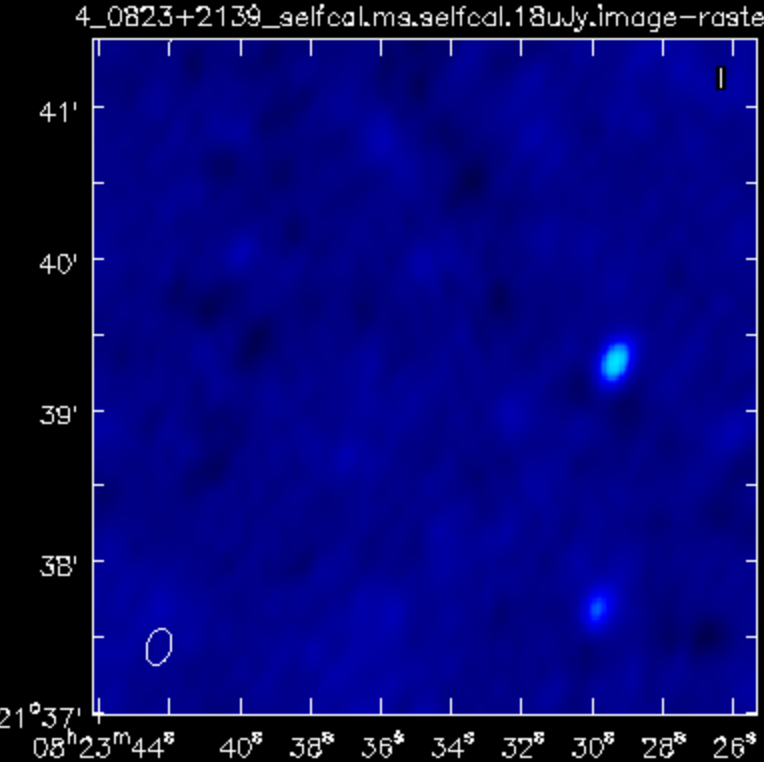 4_0823+2139_selfcal.ms.selfcal.18uJy.image-raste
I
41'
40'
39'
38'
21°37'
08ʰ23ᵐ44ˢ 40ˢ 38ˢ 36ˢ 34ˢ 32ˢ 30ˢ 28ˢ 26ˢ